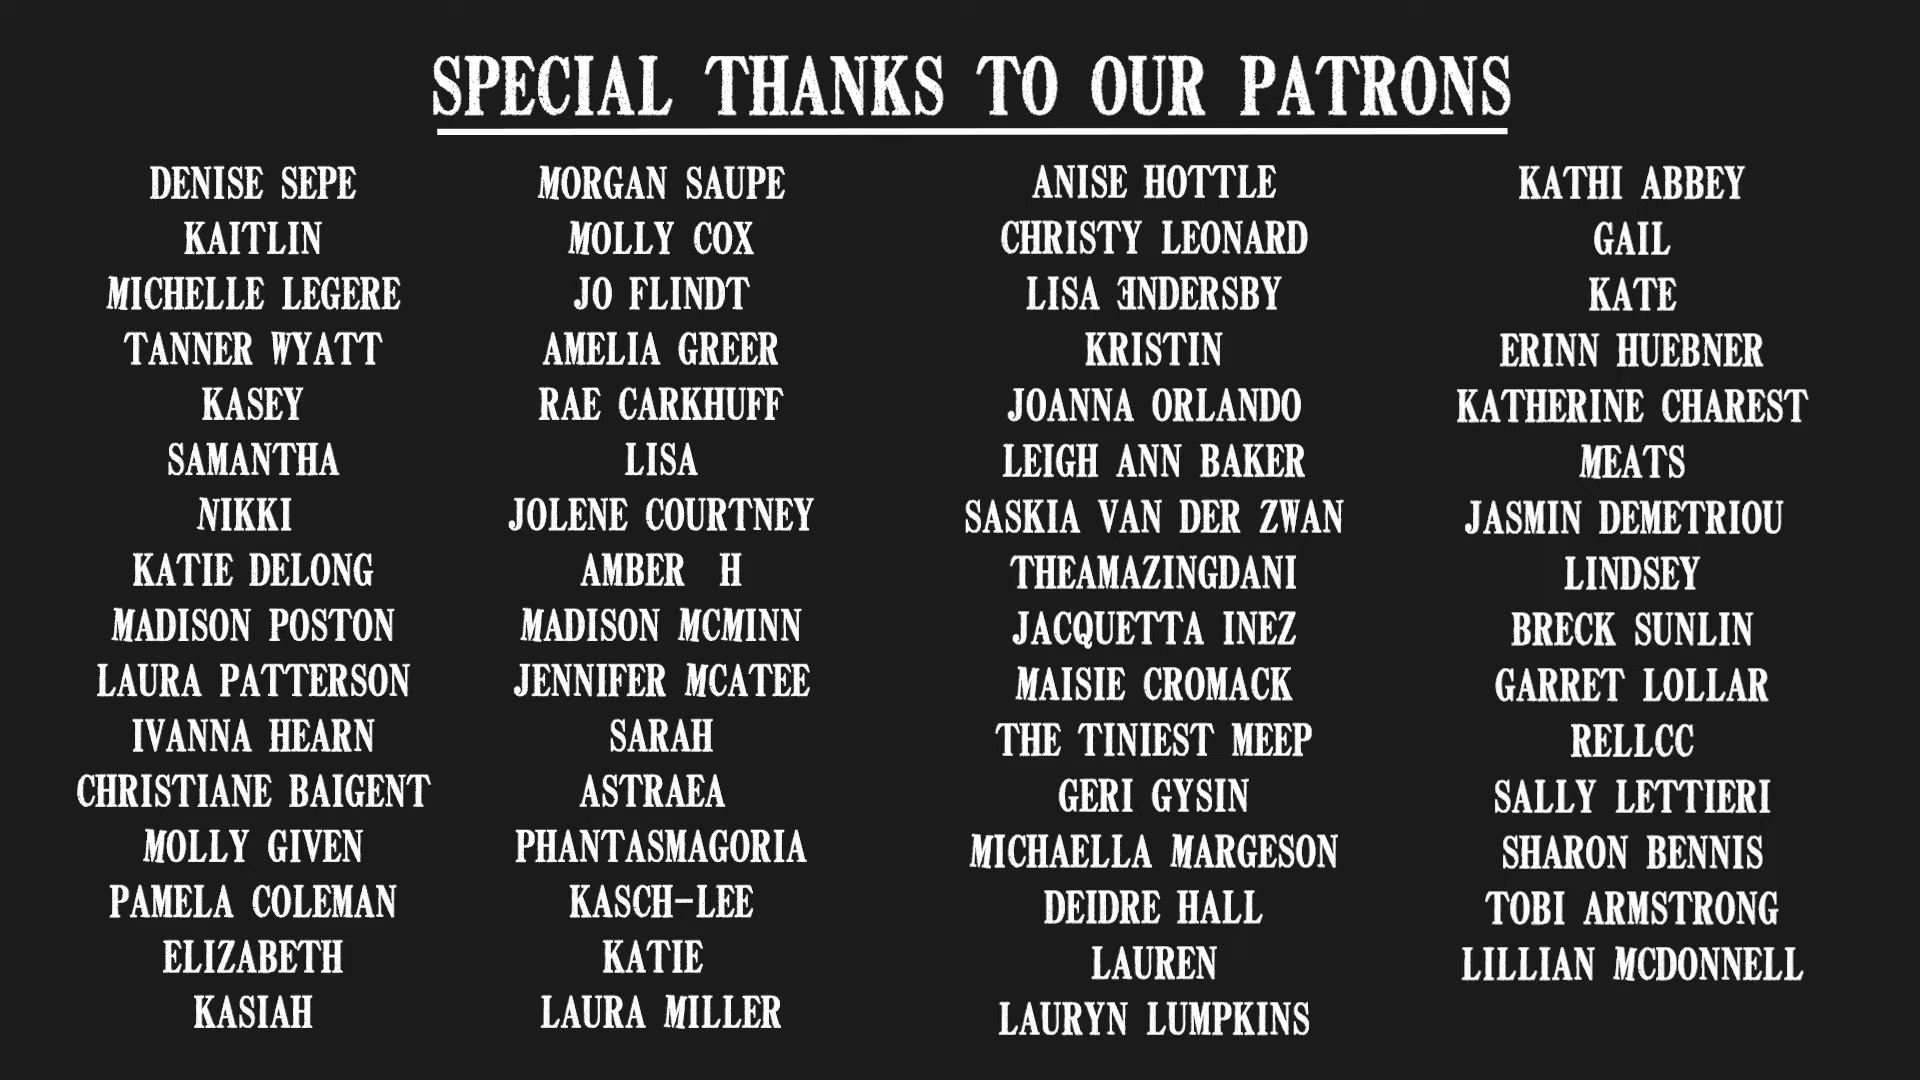 SPECIAL THANKS TO OUR PATRONS
DENISE SEPE
KAITLIN
MICHELLE LEGERE
TANNER WYATT
KASEY
SAMANTHA
NIKKI
KATIE DELONG
MADISON POSTON
LAURA PATTERSON
IVANNA HEARN
CHRISTIANE BAIGENT
MOLLY GIVEN
PAMELA COLEMAN
ELIZABETH
KASIAH
MORGAN SAUPE
MOLLY COX
JO FLINDT
AMELIA GREER
RAE CARKHUFF
LISA
JOLENE COURTNEY
AMBER H
MADISON MCMINN
JENNIFER MCATEE
SARAH
ASTRAEA
PHANTASMAGORIA
KASCH-LEE
KATIE
LAURA MILLER
ANISE HOTTLE
CHRISTY LEONARD
LISA ƎNDERSBY
KRISTIN
JOANNA ORLANDO
LEIGH ANN BAKER
SASKIA VAN DER ZWAN
THEAMAZINGDANI
JACQUETTA INEZ
MAISIE CROMACK
THE TINIEST MEEP
GERI GYSIN
MICHAELLA MARGESON
DEIDRE HALL
LAUREN
LAURYN LUMPKINS
KATHI ABBEY
GAIL
KATE
ERINN HUEBNER
KATHERINE CHAREST
MEATS
JASMIN DEMETRIOU
LINDSEY
BRECK SUNLIN
GARRET LOLLAR
RELLCC
SALLY LETTIERI
SHARON BENNIS
TOBI ARMSTRONG
LILLIAN MCDONNELL